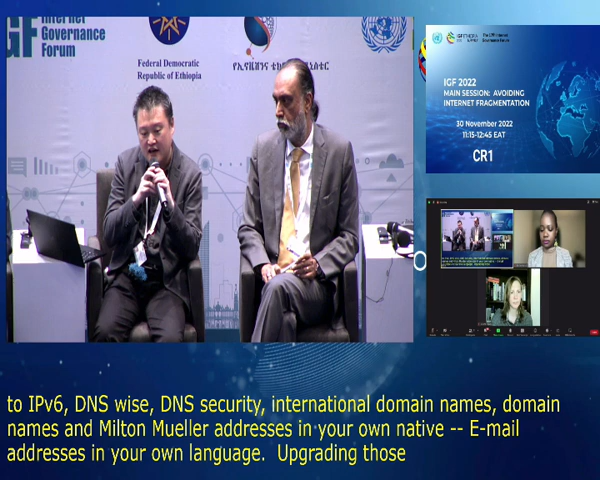 GF Internet
Governance
Forum
Federal Democratic
Republic of Ethiopia
IGF 2022
MAIN SESSION: AVOIDING
INTERNET FRAGMENTATION
30 November 2022
11:15-12:45 EAT
CR1
to IPv6, DNS wise, DNS security, international domain names, domain
names and Milton Mueller addresses in your own native -- E-mail
addresses in your own language.  Upgrading those